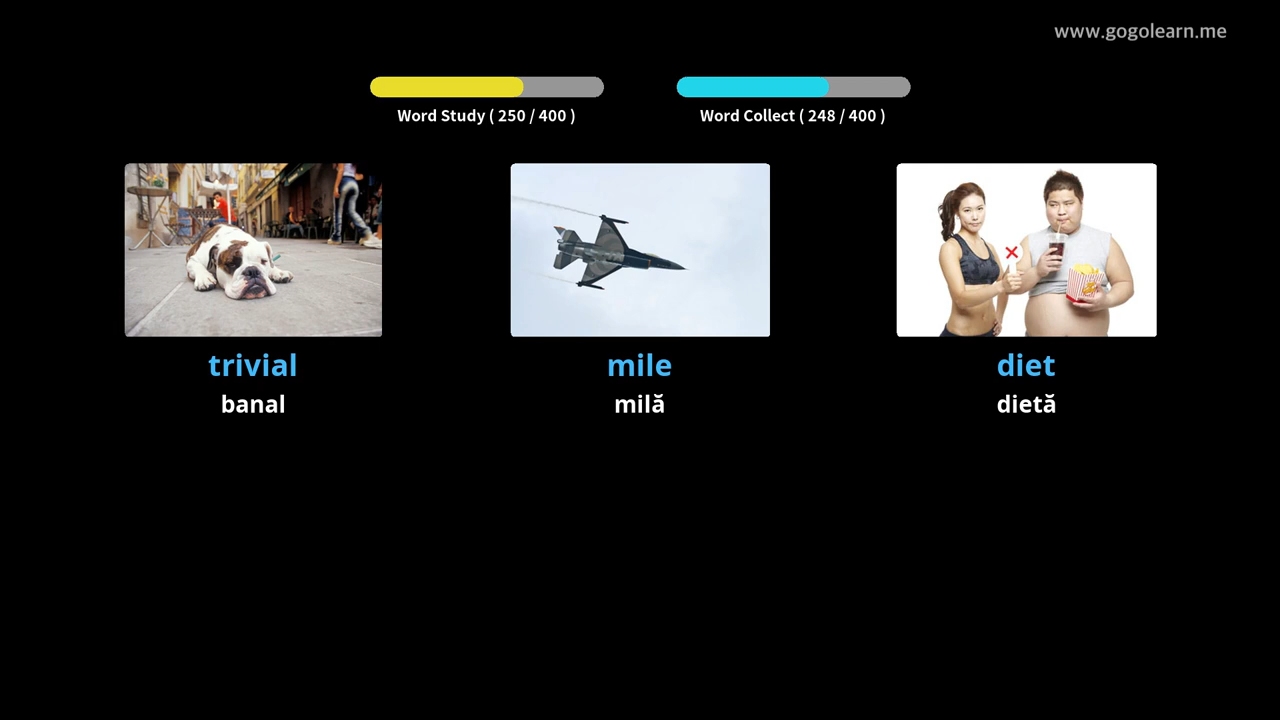 www.gogolearn.me
Word Study ( 250 / 400 )
Word Collect ( 248 / 400 )
trivial
banal
mile
milă
diet
dietă